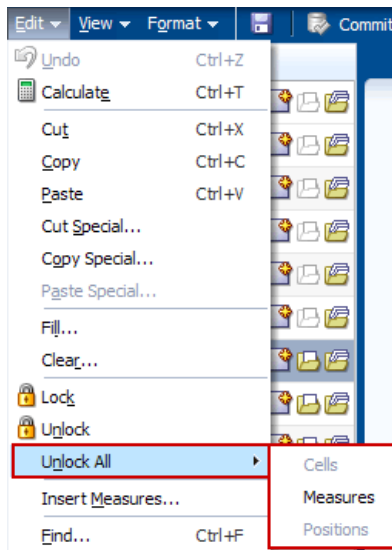 Edit View Format Commit
Undo Ctrl+Z
Calculate Ctrl+T
Cut Ctrl+X
Copy Ctrl+C
Paste Ctrl+V
Cut Special...
Copy Special...
Paste Special...
Fill...
Clear...
Lock
Unlock
Unlock All Cells
Insert Measures... Measures
Find... Ctrl+F Positions